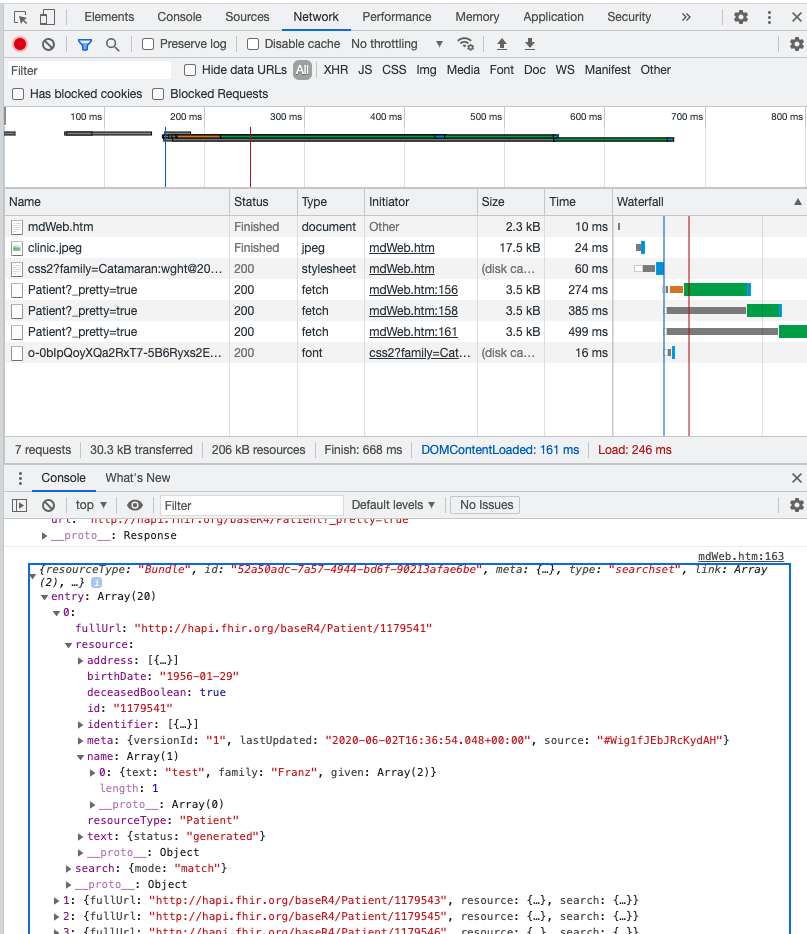 Elements Console Sources Network Performance Memory Application Security »
Preserve log Disable cache No throttling ▼
Filter Hide data URLs All XHR JS CSS Img Media Font Doc WS Manifest Other
Has blocked cookies Blocked Requests
100 ms 200 ms 300 ms 400 ms 500 ms 600 ms 700 ms 800 ms
Name Status Type Initiator Size Time Waterfall ▲
mdWeb.htm Finished document Other 2.3 kB 10 ms
clinic.jpeg Finished jpeg mdWeb.htm 17.5 kB 24 ms
css2?family=Catamaran:wght@20... 200 stylesheet mdWeb.htm (disk ca... 60 ms
Patient?_pretty=true 200 fetch mdWeb.htm:156 3.5 kB 274 ms
Patient?_pretty=true 200 fetch mdWeb.htm:158 3.5 kB 385 ms
Patient?_pretty=true 200 fetch mdWeb.htm:161 3.5 kB 499 ms
o-0bIpQoyXQa2RxT7-5B6Ryxs2E... 200 font css2?family=Cat... (disk ca... 16 ms
7 requests 30.3 kB transferred 206 kB resources Finish: 668 ms DOMContentLoaded: 161 ms Load: 246 ms
Console What's New
top ▼ Filter Default levels ▼ No Issues
url: "http://hapi.fhir.org/baseR4/Patient?_pretty=true"
▶ __proto__: Response
mdWeb.htm:163
▼ {resourceType: "Bundle", id: "52a50adc-7a57-4944-bd6f-90213afae6be", meta: {…}, type: "searchset", link: Array
(2), …} i
▼ entry: Array(20)
▼ 0:
fullUrl: "http://hapi.fhir.org/baseR4/Patient/1179541"
▼ resource:
▶ address: [{…}]
birthDate: "1956-01-29"
deceasedBoolean: true
id: "1179541"
▶ identifier: [{…}]
▶ meta: {versionId: "1", lastUpdated: "2020-06-02T16:36:54.048+00:00", source: "#Wig1fJEbJRcKydAH"}
▼ name: Array(1)
▶ 0: {text: "test", family: "Franz", given: Array(2)}
length: 1
▶ __proto__: Array(0)
resourceType: "Patient"
▶ text: {status: "generated"}
▶ __proto__: Object
▶ search: {mode: "match"}
▶ __proto__: Object
▶ 1: {fullUrl: "http://hapi.fhir.org/baseR4/Patient/1179543", resource: {…}, search: {…}}
▶ 2: {fullUrl: "http://hapi.fhir.org/baseR4/Patient/1179545", resource: {…}, search: {…}}
▶ 3: {fullUrl: "http://hapi.fhir.org/baseR4/Patient/1179546", resource: {…}, search: {…}}